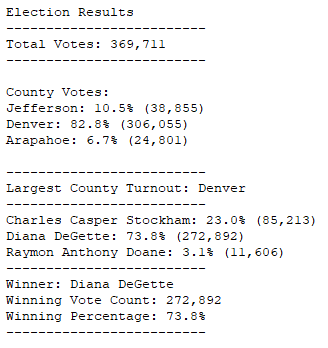 Election Results
-------------------------
Total Votes: 369,711
-------------------------
County Votes:
Jefferson: 10.5% (38,855)
Denver: 82.8% (306,055)
Arapahoe: 6.7% (24,801)
-------------------------
Largest County Turnout: Denver
-------------------------
Charles Casper Stockham: 23.0% (85,213)
Diana DeGette: 73.8% (272,892)
Raymon Anthony Doane: 3.1% (11,606)
-------------------------
Winner: Diana DeGette
Winning Vote Count: 272,892
Winning Percentage: 73.8%
-------------------------